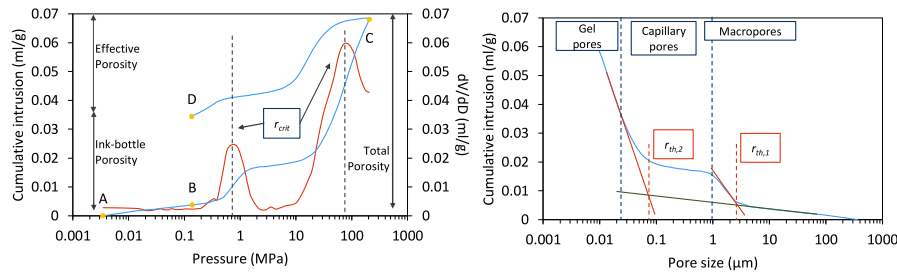 Cumulative intrusion (ml/g)
0.07
0.06
0.05
0.04
0.03
0.02
0.01
0
Effective
Porosity
Ink-bottle
Porosity
A
B
C
D
r_crit
Total
Porosity
0.07
0.06
0.05
0.04
0.03
0.02
0.01
0
dV/dD (ml/g)
0.001 0.01 0.1 1 10 100 1000
Pressure (MPa)
Cumulative intrusion (ml/g)
0.07
0.06
0.05
0.04
0.03
0.02
0.01
0
Gel
pores
Capillary
pores
Macropores
r_th,2
r_th,1
0.001 0.01 0.1 1 10 100 1000
Pore size (μm)